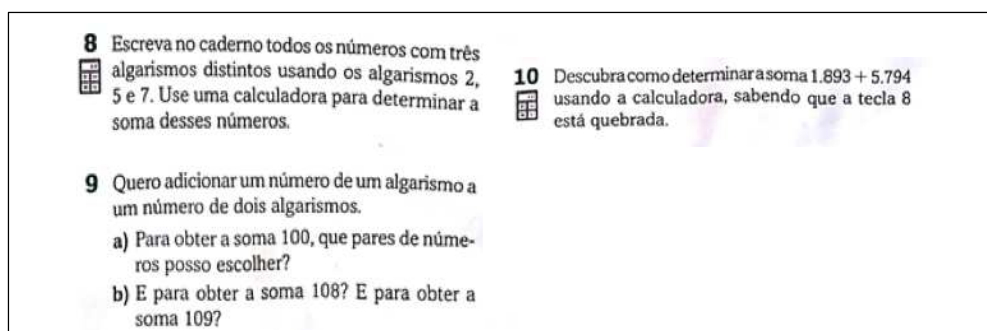 8 Escreva no caderno todos os números com três
algarismos distintos usando os algarismos 2,
5 e 7. Use uma calculadora para determinar a
soma desses números.
9 Quero adicionar um número de um algarismo a
um número de dois algarismos.
a) Para obter a soma 100, que pares de núme-
ros posso escolher?
b) E para obter a soma 108? E para obter a
soma 109?
10 Descubra como determinar a soma 1.893 + 5.794
usando a calculadora, sabendo que a tecla 8
está quebrada.